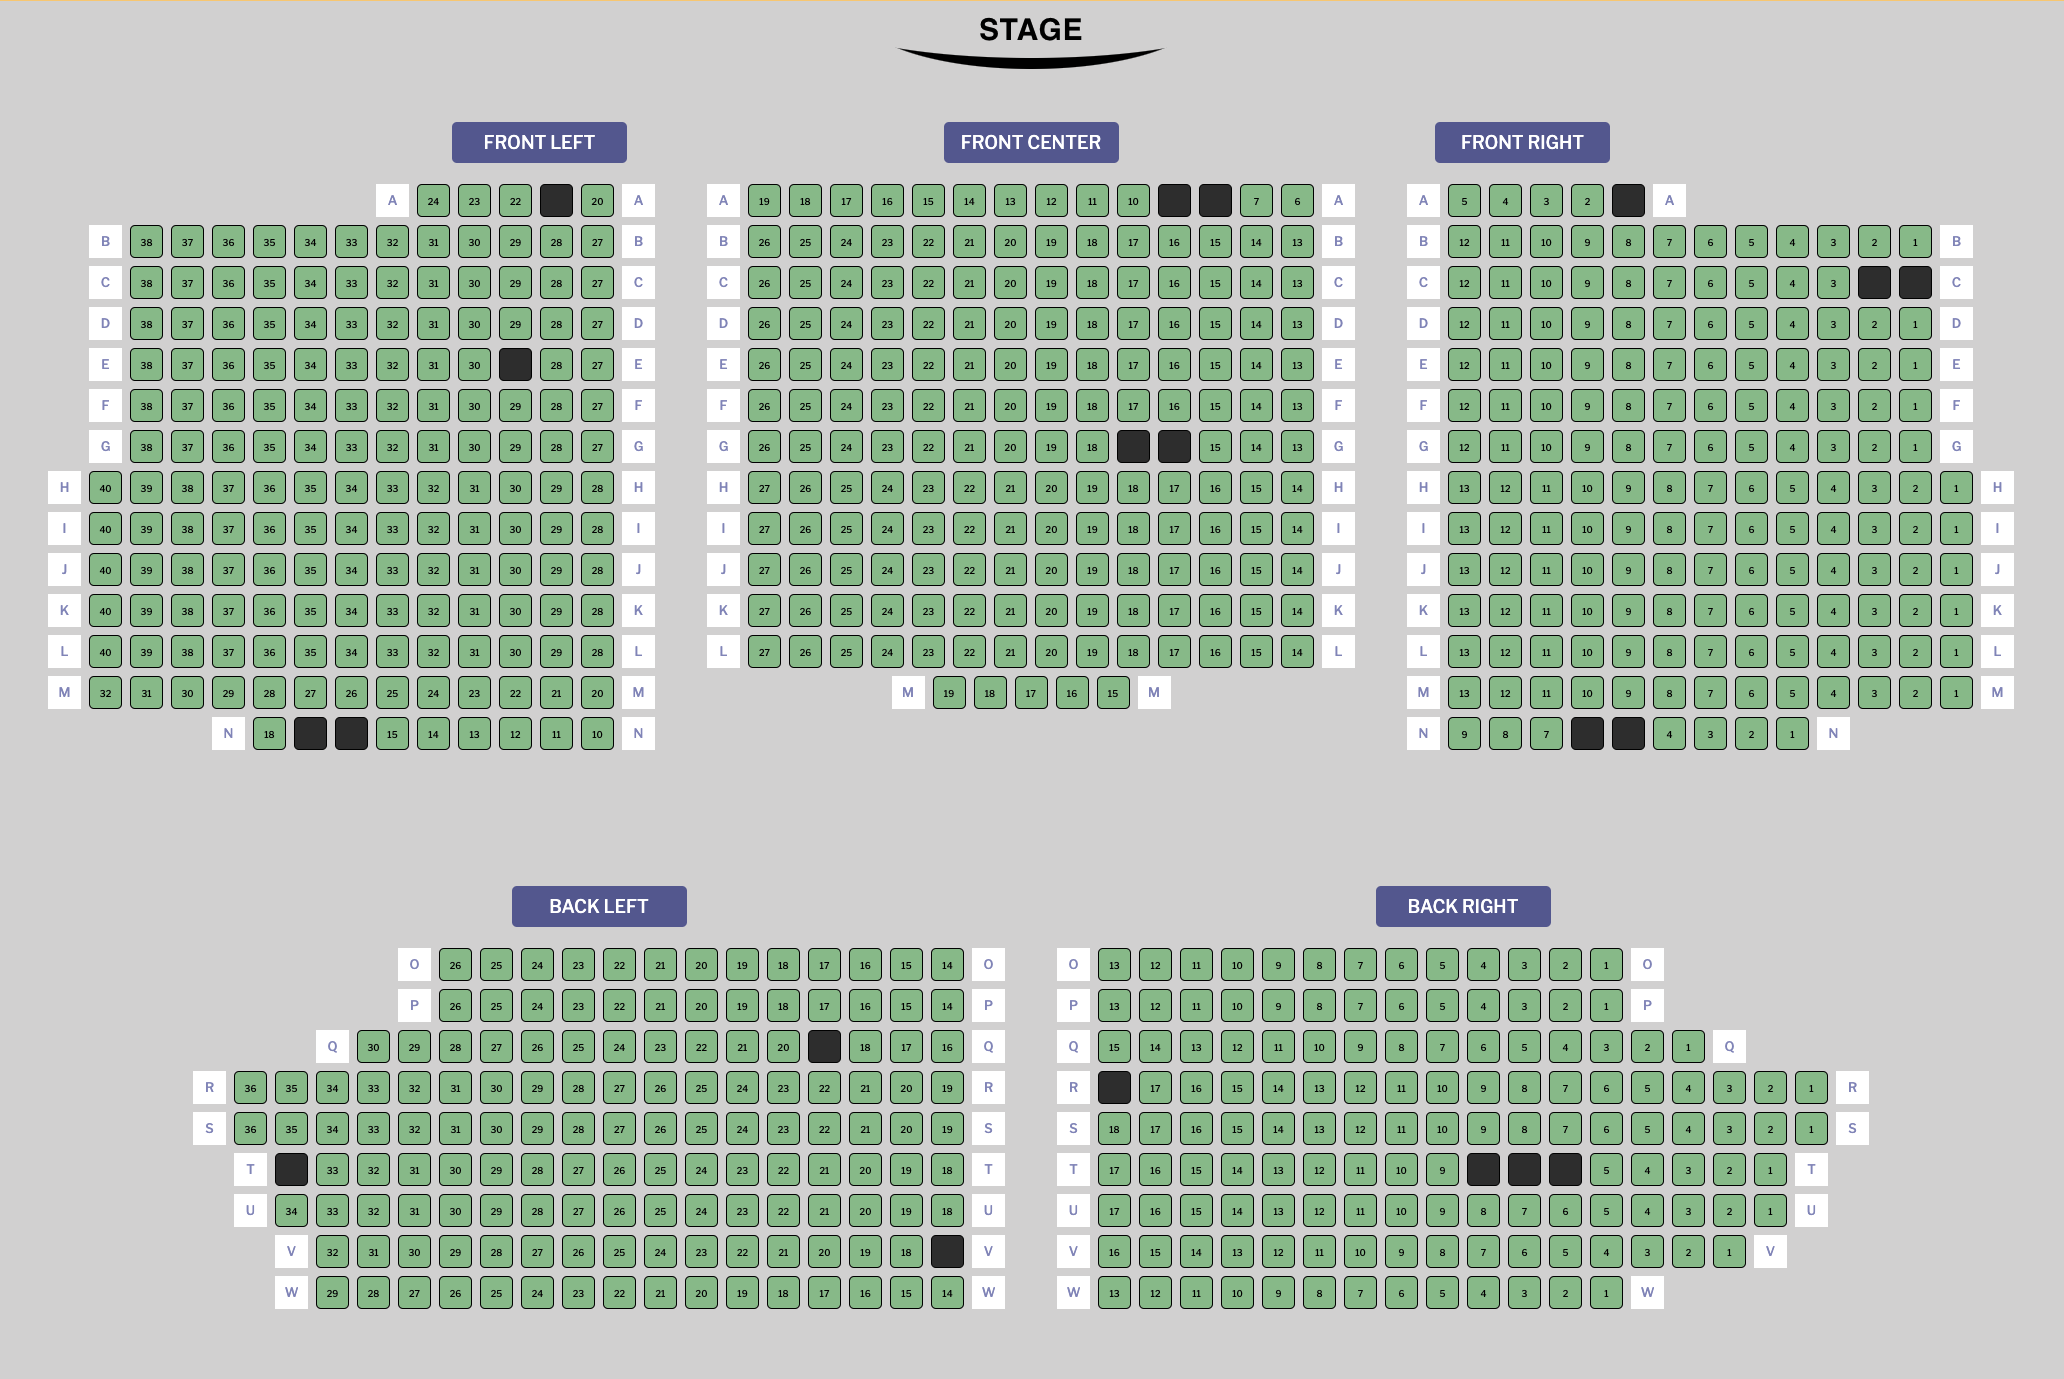 STAGE
FRONT LEFT FRONT CENTER FRONT RIGHT
A 24 23 22 20 A A 19 18 17 16 15 14 13 12 11 10 7 6 A A 5 4 3 2 A
B 38 37 36 35 34 33 32 31 30 29 28 27 B B 26 25 24 23 22 21 20 19 18 17 16 15 14 13 B B 12 11 10 9 8 7 6 5 4 3 2 1 B
C 38 37 36 35 34 33 32 31 30 29 28 27 C C 26 25 24 23 22 21 20 19 18 17 16 15 14 13 C C 12 11 10 9 8 7 6 5 4 3 C
D 38 37 36 35 34 33 32 31 30 29 28 27 D D 26 25 24 23 22 21 20 19 18 17 16 15 14 13 D D 12 11 10 9 8 7 6 5 4 3 2 1 D
E 38 37 36 35 34 33 32 31 30 28 27 E E 26 25 24 23 22 21 20 19 18 17 16 15 14 13 E E 12 11 10 9 8 7 6 5 4 3 2 1 E
F 38 37 36 35 34 33 32 31 30 29 28 27 F F 26 25 24 23 22 21 20 19 18 17 16 15 14 13 F F 12 11 10 9 8 7 6 5 4 3 2 1 F
G 38 37 36 35 34 33 32 31 30 29 28 27 G G 26 25 24 23 22 21 20 19 18 15 14 13 G G 12 11 10 9 8 7 6 5 4 3 2 1 G
H 40 39 38 37 36 35 34 33 32 31 30 29 28 H H 27 26 25 24 23 22 21 20 19 18 17 16 15 14 H H 13 12 11 10 9 8 7 6 5 4 3 2 1 H
I 40 39 38 37 36 35 34 33 32 31 30 29 28 I I 27 26 25 24 23 22 21 20 19 18 17 16 15 14 I I 13 12 11 10 9 8 7 6 5 4 3 2 1 I
J 40 39 38 37 36 35 34 33 32 31 30 29 28 J J 27 26 25 24 23 22 21 20 19 18 17 16 15 14 J J 13 12 11 10 9 8 7 6 5 4 3 2 1 J
K 40 39 38 37 36 35 34 33 32 31 30 29 28 K K 27 26 25 24 23 22 21 20 19 18 17 16 15 14 K K 13 12 11 10 9 8 7 6 5 4 3 2 1 K
L 40 39 38 37 36 35 34 33 32 31 30 29 28 L L 27 26 25 24 23 22 21 20 19 18 17 16 15 14 L L 13 12 11 10 9 8 7 6 5 4 3 2 1 L
M 32 31 30 29 28 27 26 25 24 23 22 21 20 M M 19 18 17 16 15 M M 13 12 11 10 9 8 7 6 5 4 3 2 1 M
N 18 15 14 13 12 11 10 N N 9 8 7 4 3 2 1 N
BACK LEFT BACK RIGHT
O 26 25 24 23 22 21 20 19 18 17 16 15 14 O O 13 12 11 10 9 8 7 6 5 4 3 2 1 O
P 26 25 24 23 22 21 20 19 18 17 16 15 14 P P 13 12 11 10 9 8 7 6 5 4 3 2 1 P
Q 30 29 28 27 26 25 24 23 22 21 20 18 17 16 Q Q 15 14 13 12 11 10 9 8 7 6 5 4 3 2 1 Q
R 36 35 34 33 32 31 30 29 28 27 26 25 24 23 22 21 20 19 R R 17 16 15 14 13 12 11 10 9 8 7 6 5 4 3 2 1 R
S 36 35 34 33 32 31 30 29 28 27 26 25 24 23 22 21 20 19 S S 18 17 16 15 14 13 12 11 10 9 8 7 6 5 4 3 2 1 S
T 33 32 31 30 29 28 27 26 25 24 23 22 21 20 19 18 T T 17 16 15 14 13 12 11 10 9 5 4 3 2 1 T
U 34 33 32 31 30 29 28 27 26 25 24 23 22 21 20 19 18 U U 17 16 15 14 13 12 11 10 9 8 7 6 5 4 3 2 1 U
V 32 31 30 29 28 27 26 25 24 23 22 21 20 19 18 V V 16 15 14 13 12 11 10 9 8 7 6 5 4 3 2 1 V
W 29 28 27 26 25 24 23 22 21 20 19 18 17 16 15 14 W W 13 12 11 10 9 8 7 6 5 4 3 2 1 W